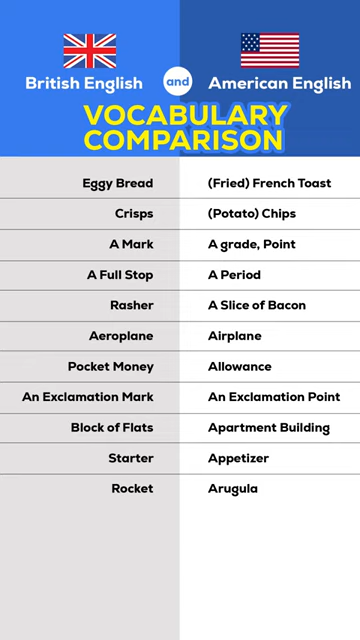 British English and American English
VOCABULARY
COMPARISON
Eggy Bread (Fried) French Toast
Crisps (Potato) Chips
A Mark A grade, Point
A Full Stop A Period
Rasher A Slice of Bacon
Aeroplane Airplane
Pocket Money Allowance
An Exclamation Mark An Exclamation Point
Block of Flats Apartment Building
Starter Appetizer
Rocket Arugula